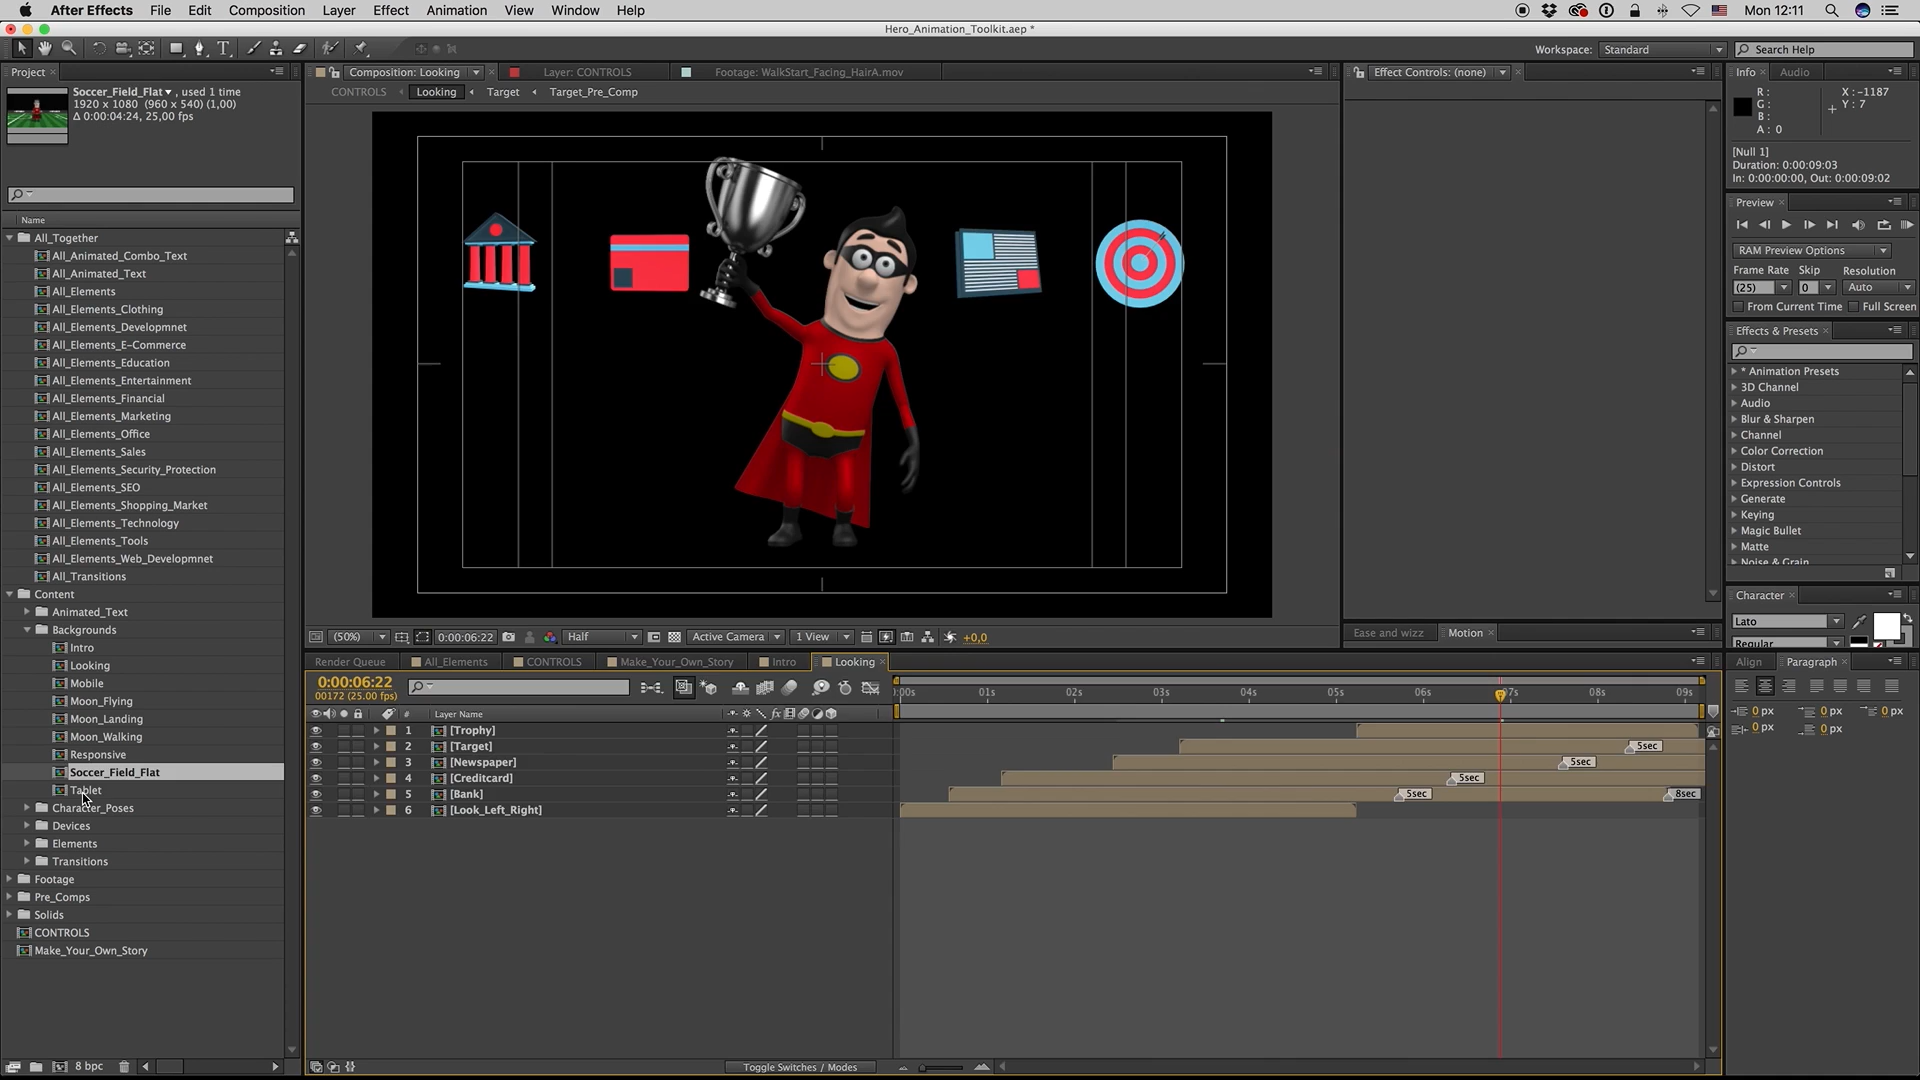 After Effects File Edit Composition Layer Effect Animation View Window Help Mon 12:11
Hero_Animation_Toolkit.aep *
Workspace: Standard Search Help
Project
Soccer_Field_Flat , used 1 time
1920 x 1080 (960 x 540) (1,00)
Δ 0:00:04:24, 25,00 fps
Name
All_Together
All_Animated_Combo_Text
All_Animated_Text
All_Elements
All_Elements_Clothing
All_Elements_Developmnet
All_Elements_E-Commerce
All_Elements_Education
All_Elements_Entertainment
All_Elements_Financial
All_Elements_Marketing
All_Elements_Office
All_Elements_Sales
All_Elements_Security_Protection
All_Elements_SEO
All_Elements_Shopping_Market
All_Elements_Technology
All_Elements_Tools
All_Elements_Web_Developmnet
All_Transitions
Content
Animated_Text
Backgrounds
Intro
Looking
Mobile
Moon_Flying
Moon_Landing
Moon_Walking
Responsive
Soccer_Field_Flat
Tablet
Character_Poses
Devices
Elements
Transitions
Footage
Pre_Comps
Solids
CONTROLS
Make_Your_Own_Story
8 bpc
Composition: Looking Layer: CONTROLS Footage: WalkStart_Facing_HairA.mov
CONTROLS Looking Target Target_Pre_Comp
(50%) 0:00:06:22 Half Active Camera 1 View +0,0
Effect Controls: (none)
Ease and wizz Motion
Info Audio
R : X : -1187
G : Y : 7
B :
A : 0
[Null 1]
Duration: 0:00:09:03
In: 0:00:00:00, Out: 0:00:09:02
Preview
RAM Preview Options
Frame Rate Skip Resolution
(25) 0 Auto
From Current Time Full Screen
Effects & Presets
* Animation Presets
3D Channel
Audio
Blur & Sharpen
Channel
Color Correction
Distort
Expression Controls
Generate
Keying
Magic Bullet
Matte
Noise & Grain
Character
Lato
Regular
Align Paragraph
0 px 0 px 0 px
0 px 0 px
Render Queue All_Elements CONTROLS Make_Your_Own_Story Intro Looking
0:00:06:22
00172 (25.00 fps)
:00s 01s 02s 03s 04s 05s 06s 07s 08s 09s
# Layer Name
1 [Trophy]
2 [Target] 5sec
3 [Newspaper] 5sec
4 [Creditcard] 5sec
5 [Bank] 5sec 8sec
6 [Look_Left_Right]
Toggle Switches / Modes